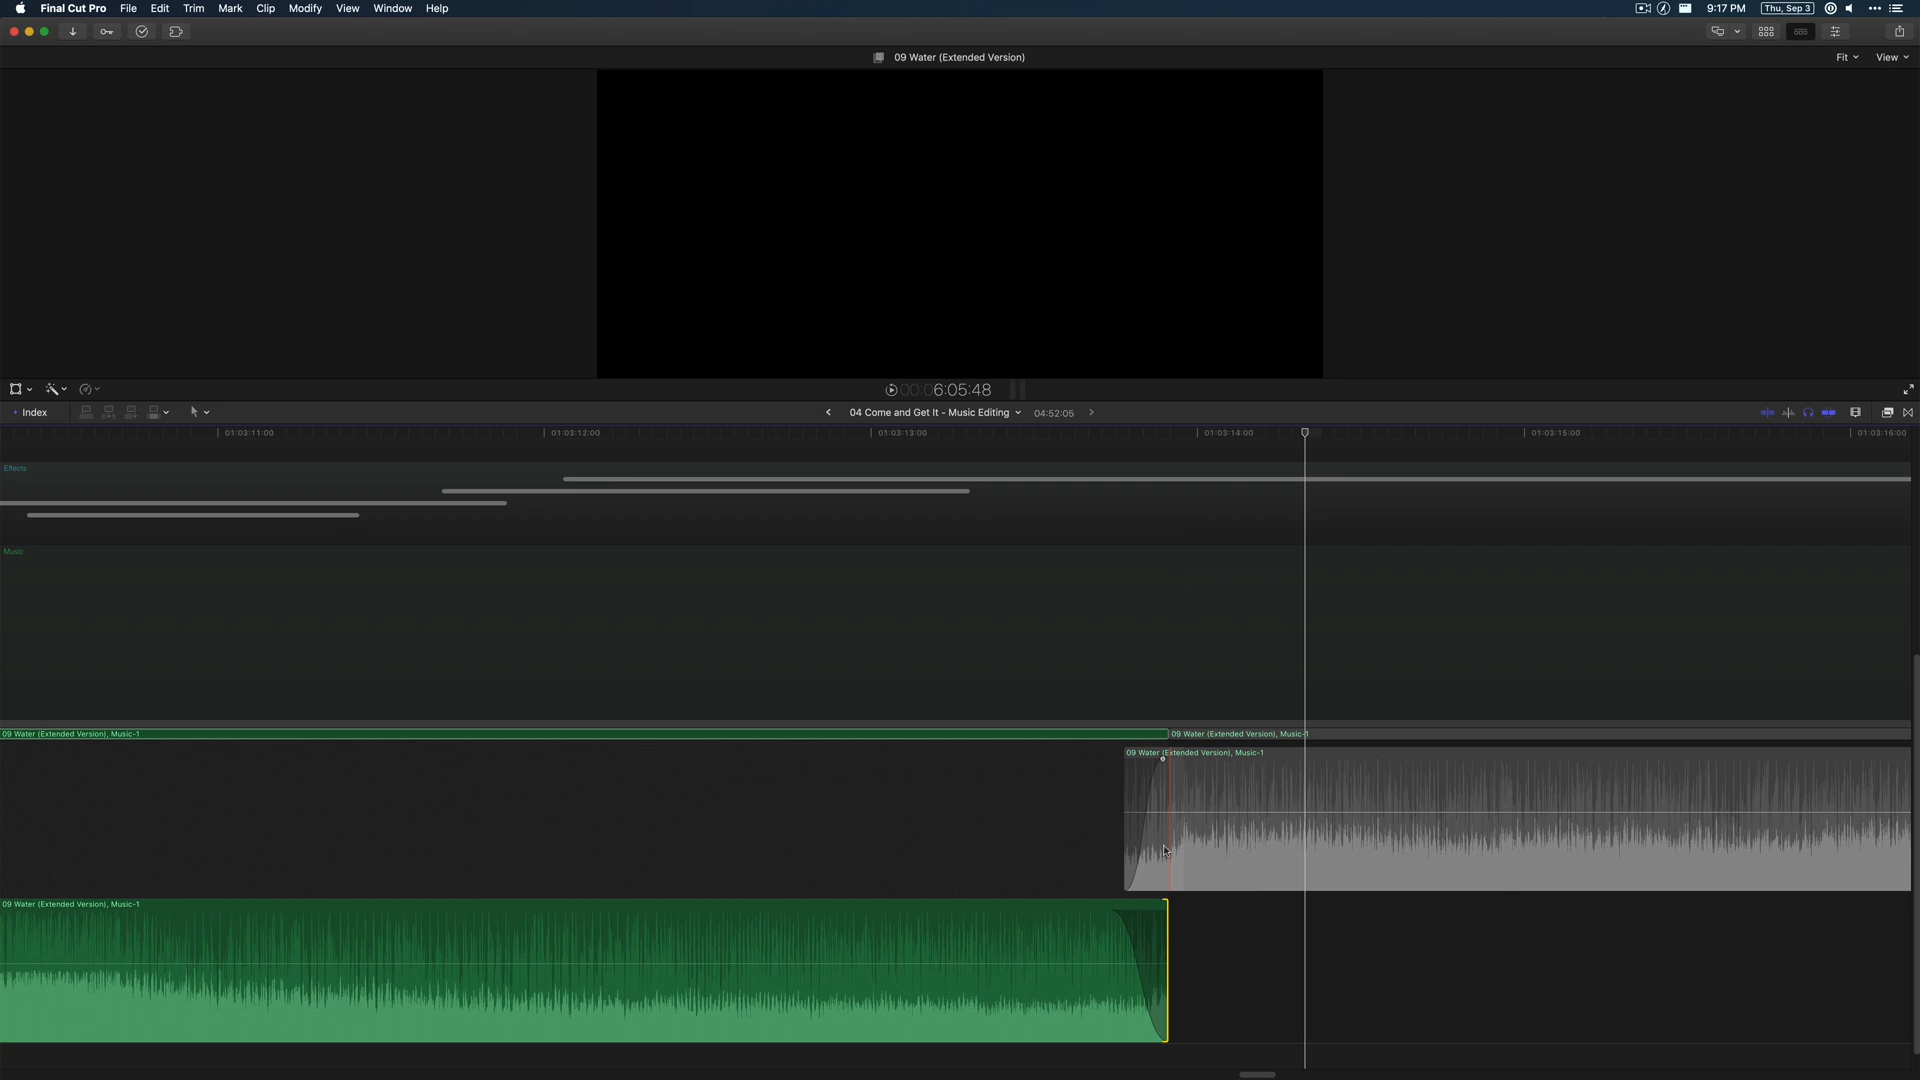 Final Cut Pro File Edit Trim Mark Clip Modify View Window Help 9:17 PM Thu, Sep 3
09 Water (Extended Version) Fit View
00:06:05:48
Index 04 Come and Get It - Music Editing 04:52:05
01:03:11:00 01:03:12:00 01:03:13:00 01:03:14:00 01:03:15:00 01:03:16:00
Effects
Music
09 Water (Extended Version), Music-1 09 Water (Extended Version), Music-1
09 Water (Extended Version), Music-1
09 Water (Extended Version), Music-1